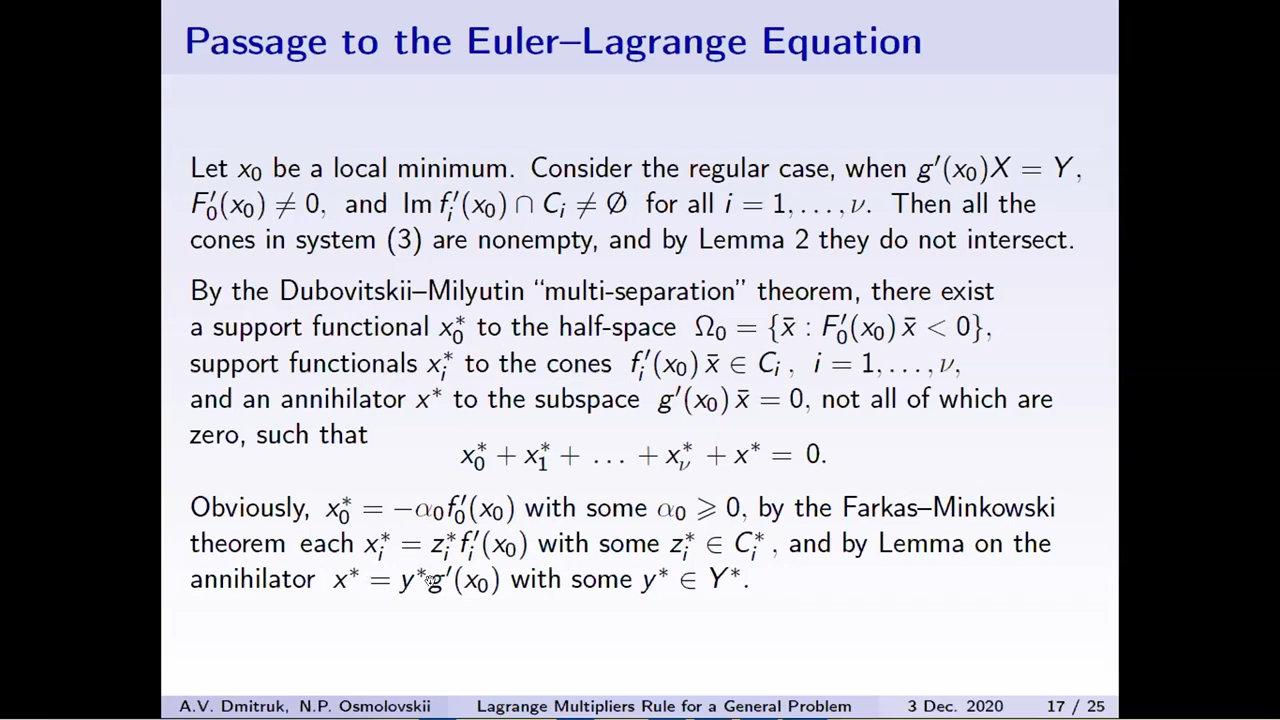 Passage to the Euler–Lagrange Equation
Let x₀ be a local minimum. Consider the regular case, when g′(x₀)X = Y,
F₀′(x₀) ≠ 0, and Im fᵢ′(x₀) ∩ Cᵢ ≠ Ø for all i = 1, . . . , ν. Then all the
cones in system (3) are nonempty, and by Lemma 2 they do not intersect.
By the Dubovitskii–Milyutin “multi-separation” theorem, there exist
a support functional x₀* to the half-space Ω₀ = {x̄ : F₀′(x₀) x̄ < 0},
support functionals xᵢ* to the cones fᵢ′(x₀) x̄ ∈ Cᵢ , i = 1, . . . , ν,
and an annihilator x* to the subspace g′(x₀) x̄ = 0, not all of which are
zero, such that
x₀* + x₁* + . . . + x_ν* + x* = 0.
Obviously, x₀* = −α₀f₀′(x₀) with some α₀ ⩾ 0, by the Farkas–Minkowski
theorem each xᵢ* = zᵢ* fᵢ′(x₀) with some zᵢ* ∈ Cᵢ* , and by Lemma on the
annihilator x* = y*g′(x₀) with some y* ∈ Y*.
A.V. Dmitruk, N.P. Osmolovskii Lagrange Multipliers Rule for a General Problem 3 Dec. 2020 17 / 25